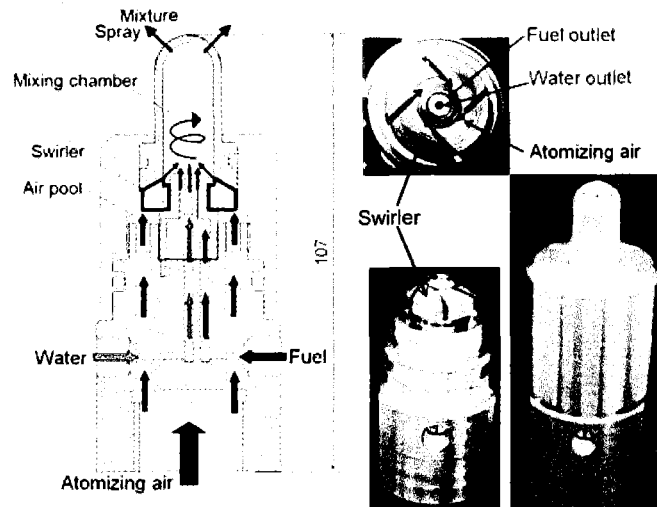 Mixture
Spray
Mixing chamber
Swirler
Air pool
107
Water
Fuel
Atomizing air
Fuel outlet
Water outlet
Atomizing air
Swirler